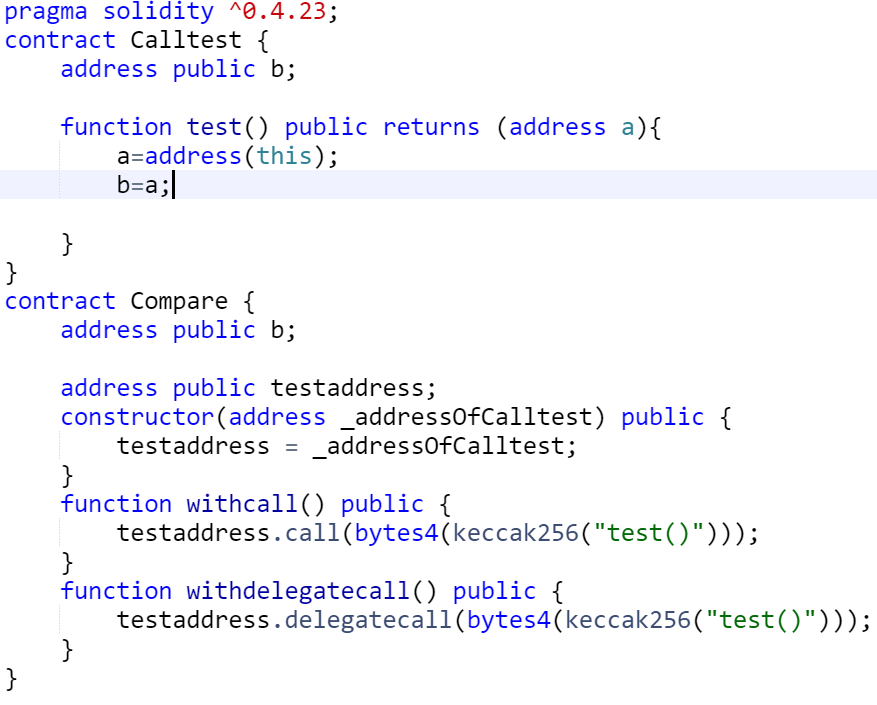 pragma solidity ^0.4.23;
contract Calltest {
    address public b;

    function test() public returns (address a){
        a=address(this);
        b=a;

    }
}
contract Compare {
    address public b;

    address public testaddress;
    constructor(address _addressOfCalltest) public {
        testaddress = _addressOfCalltest;
    }
    function withcall() public {
        testaddress.call(bytes4(keccak256("test()")));
    }
    function withdelegatecall() public {
        testaddress.delegatecall(bytes4(keccak256("test()")));
    }
}